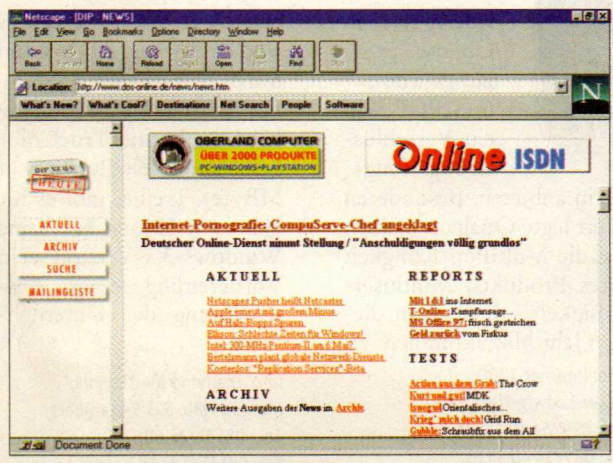 Netscape - [DIP - NEWS]
File Edit View Go Bookmarks Options Directory Window Help
Back Home Reload Open Find
Location: http://www.dos-online.de/news/news.htm
N
What's New? What's Cool? Destinations Net Search People Software
DIP NEWS
HEUTE
AKTUELL
ARCHIV
SUCHE
MAILINGLISTE
OBERLAND COMPUTER
ÜBER 2000 PRODUKTE
PC•WINDOWS•PLAYSTATION
Online ISDN
Internet-Pornografie: CompuServe-Chef angeklagt
Deutscher Online-Dienst nimmt Stellung / "Anschuldigungen völlig grundlos"
AKTUELL
Netscapes Pusher heißt Netcaster
Apple erneut mit großem Minus
Auf Hale-Bopps Spuren
Ellison: Schlechte Zeiten für Windows!
Intel: 300-MHz-Pentium-II am 6. Mai?
Bertelsmann plant globale Netzwerk-Dienste
Kostenlos: "Replication Services"-Beta
ARCHIV
Weitere Ausgaben der News im Archiv
REPORTS
Mit 1&1 ins Internet
T-Online: Kampfansage...
MS Office 97: frisch gestrichen
Geld zurück vom Fiskus
TESTS
Action aus dem Grab: The Crow
Kurt und gut! MDK
Isnogud Orientalisches...
Krieg' mich doch! Grid Run
Gubble: Schraubfix aus dem All
Document Done